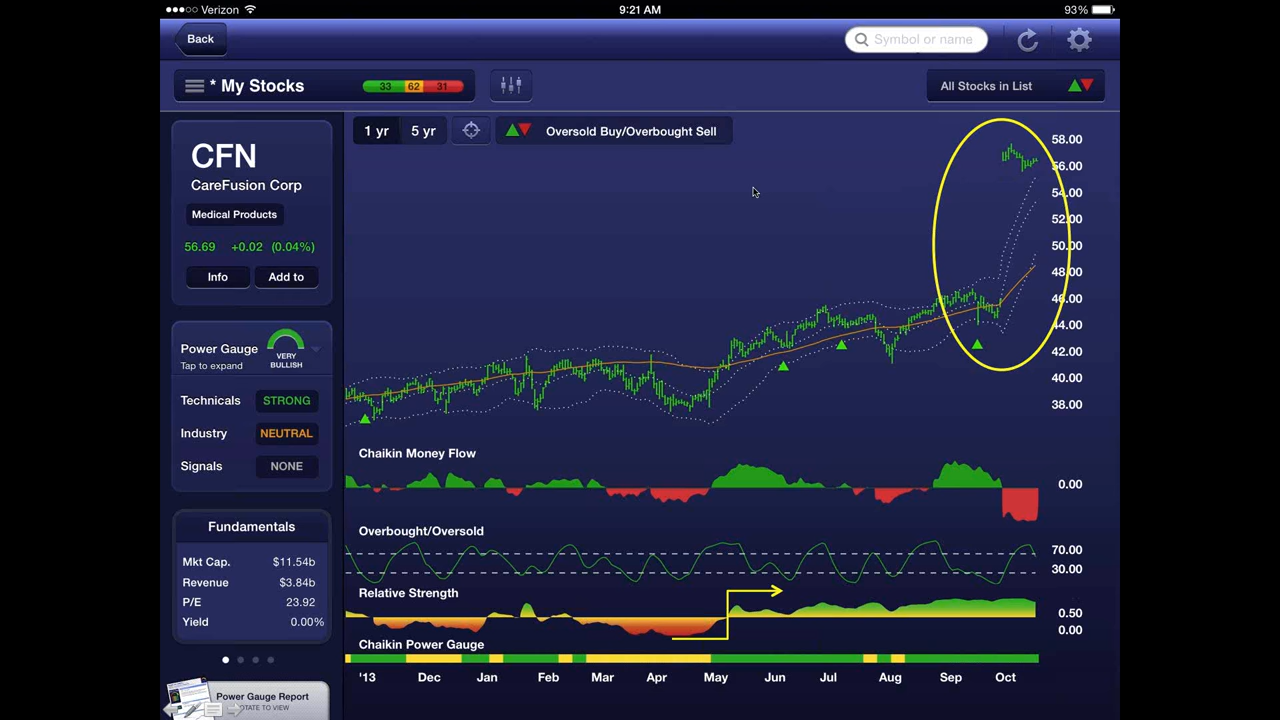 Verizon
9:21 AM
93%
Back
Symbol or name
* My Stocks
33 62 31
All Stocks in List
CFN
CareFusion Corp
Medical Products
56.69 +0.02 (0.04%)
Info Add to
Power Gauge
Tap to expand
VERY
BULLISH
Technicals STRONG
Industry NEUTRAL
Signals NONE
Fundamentals
Mkt Cap. $11.54b
Revenue $3.84b
P/E 23.92
Yield 0.00%
Power Gauge Report
1 yr 5 yr
Oversold Buy/Overbought Sell
58.00
56.00
54.00
52.00
50.00
48.00
46.00
44.00
42.00
40.00
38.00
Chaikin Money Flow
0.00
Overbought/Oversold
70.00
30.00
Relative Strength
0.50
0.00
Chaikin Power Gauge
'13 Dec Jan Feb Mar Apr May Jun Jul Aug Sep Oct